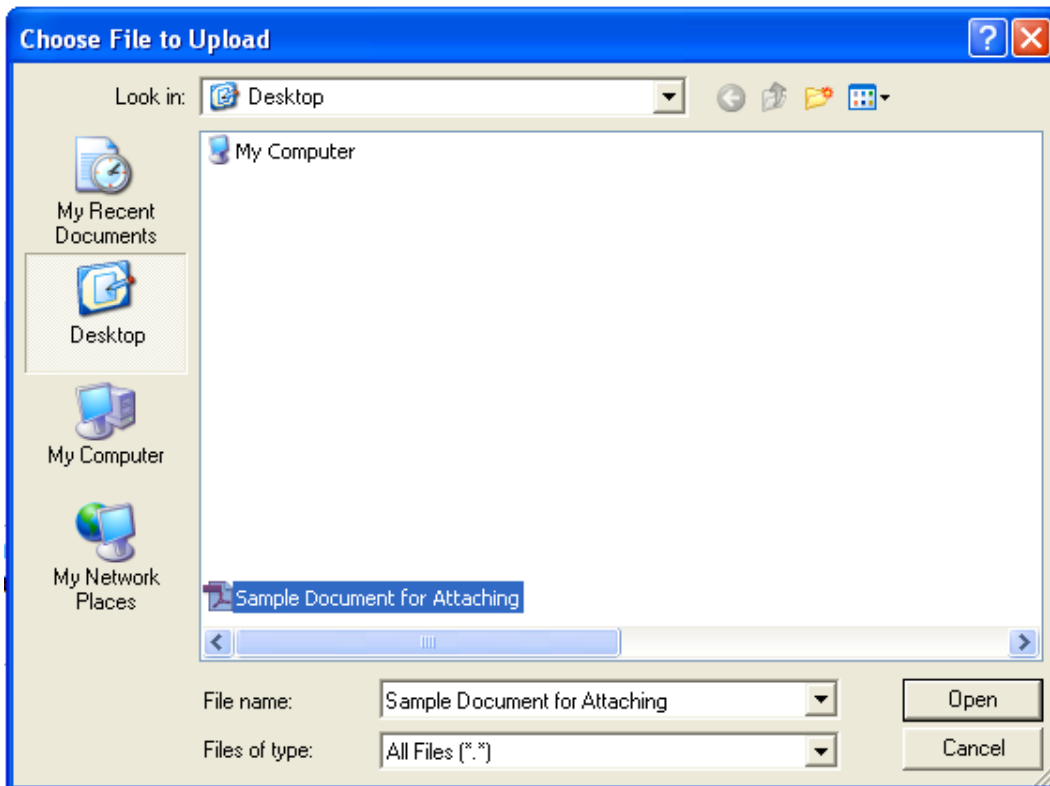 Choose File to Upload
Look in:
Desktop
My Computer
My Recent
Documents
Desktop
My Computer
My Network
Places
Sample Document for Attaching
File name:
Sample Document for Attaching
Open
Files of type:
All Files (*.*)
Cancel